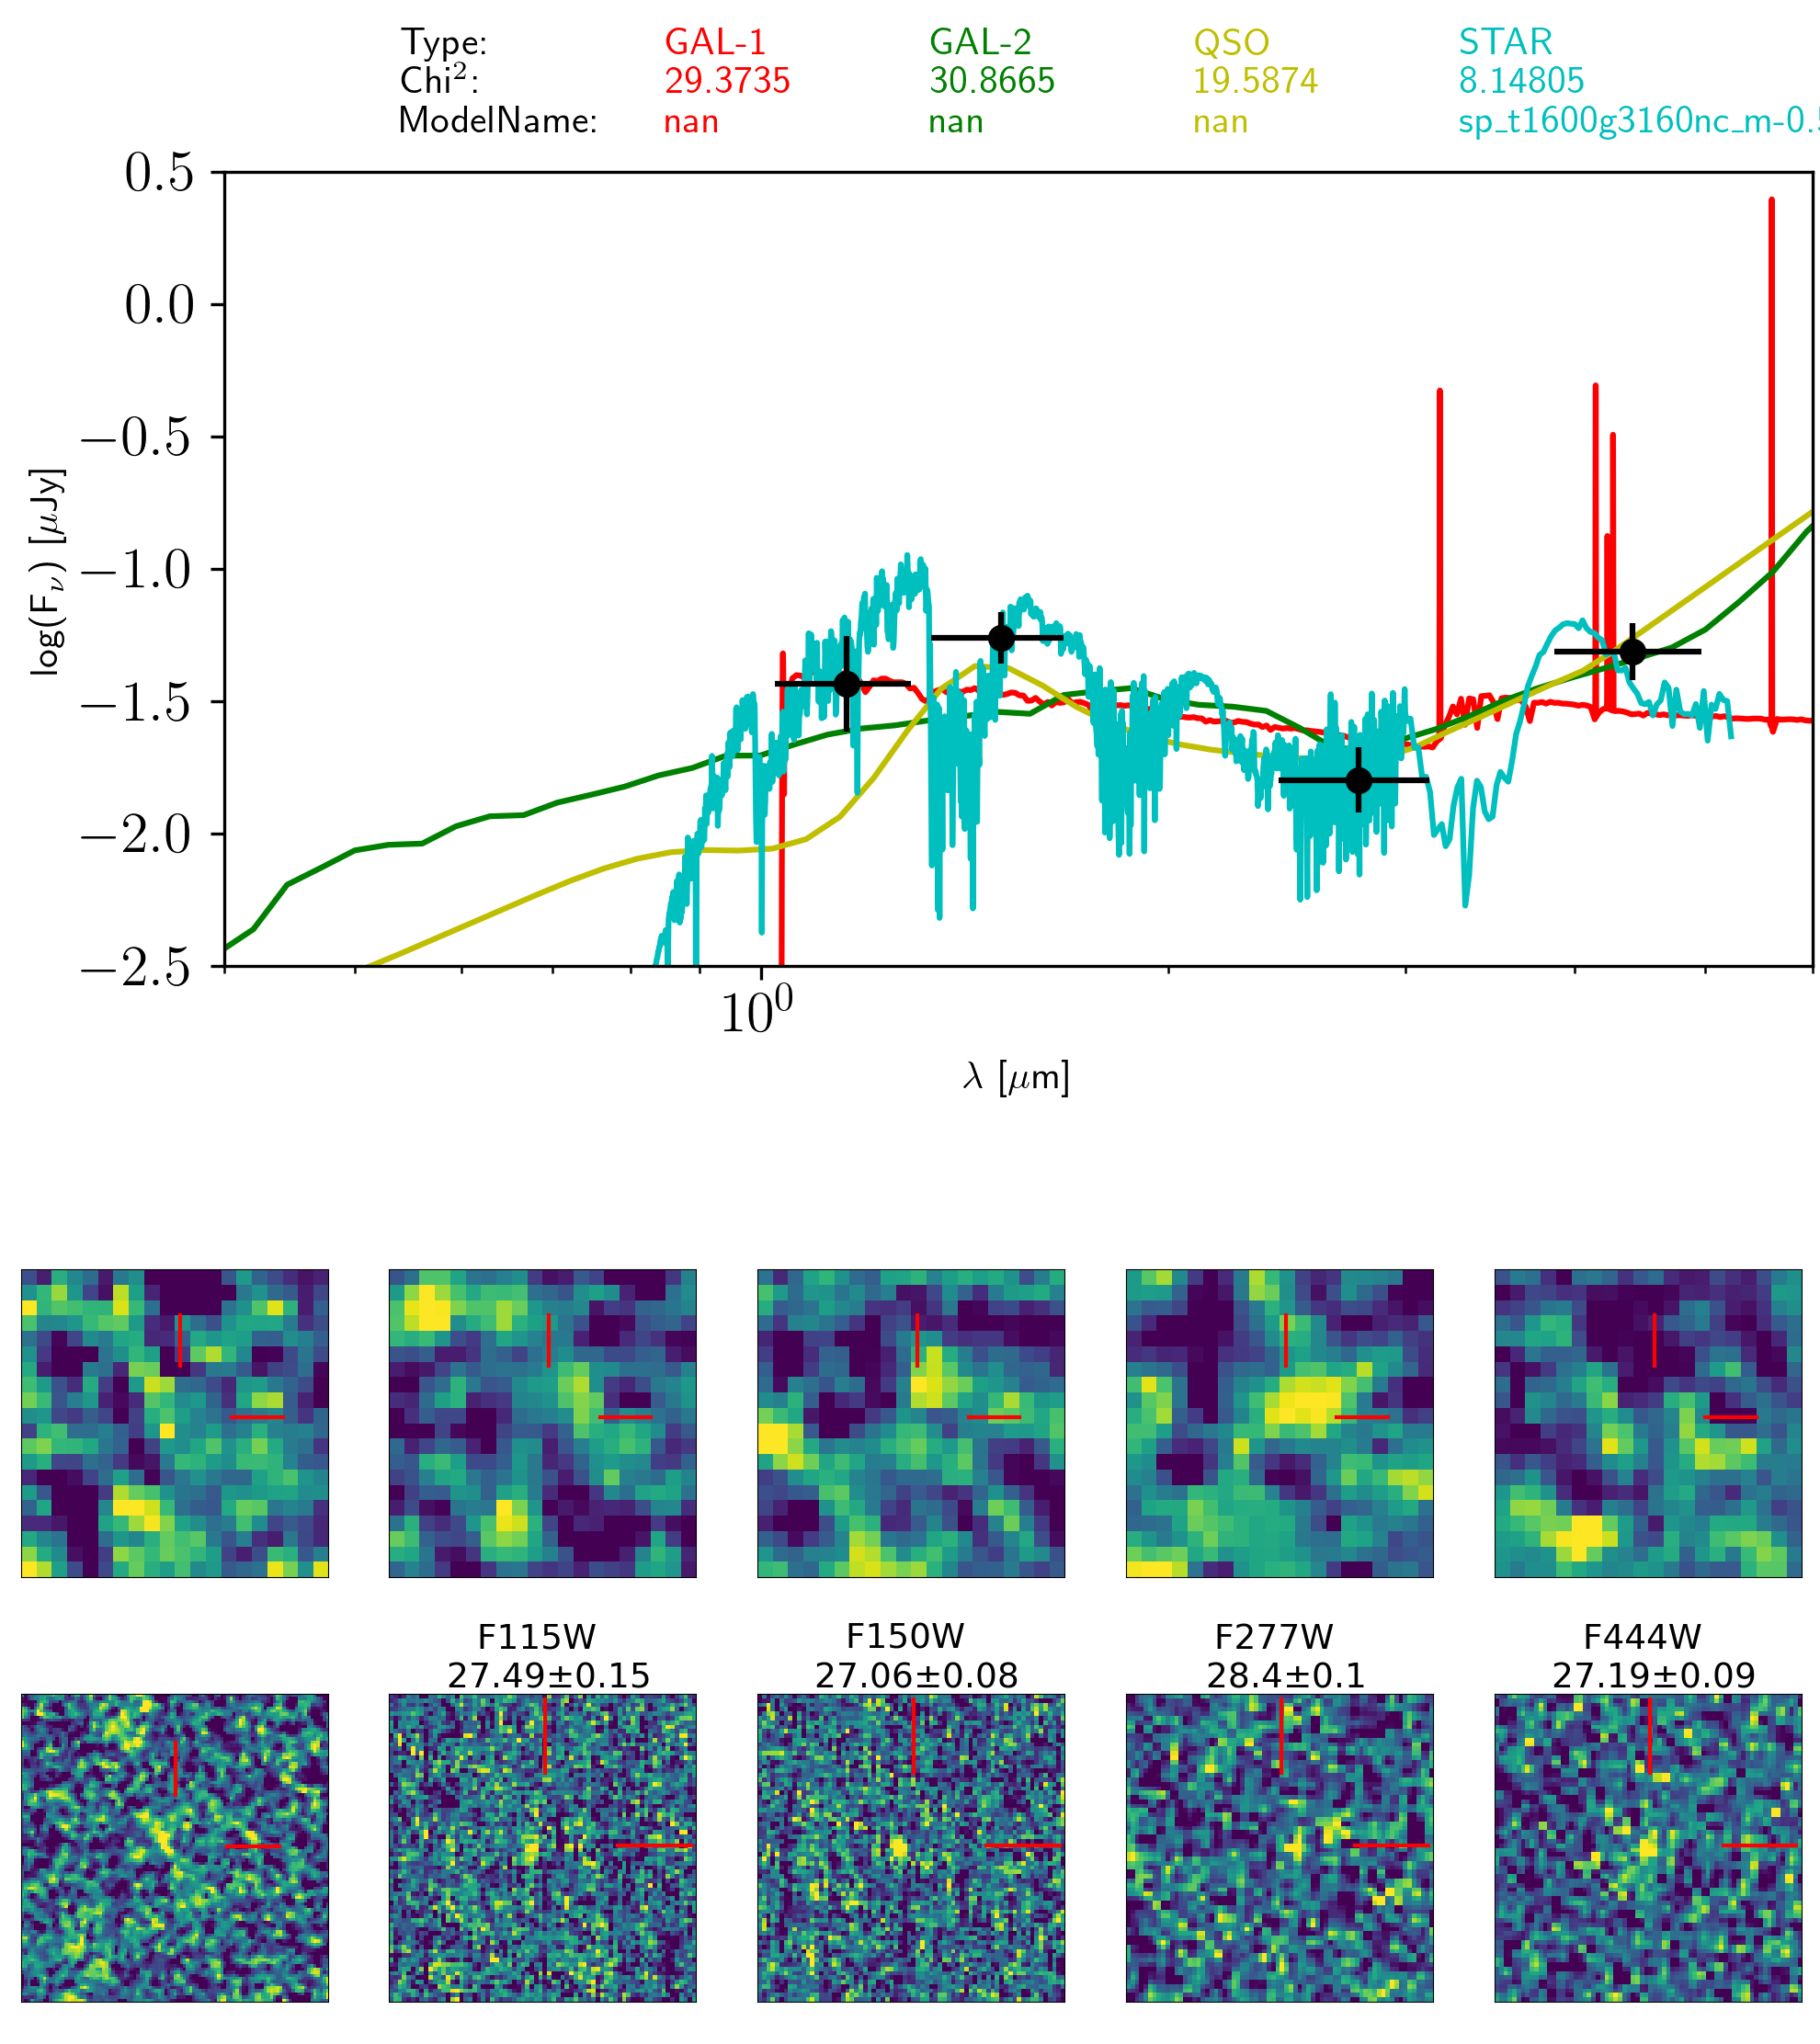 Type: GAL-1 GAL-2 QSO STAR
Chi²: 29.3735 30.8665 19.5874 8.14805
ModelName: nan nan nan sp_t1600g3160nc_m-0.5
0.5
0.0
−0.5
−1.0
−1.5
−2.0
−2.5
log(Fν) [μJy]
10⁰
λ [μm]
F115W F150W F277W F444W
27.49±0.15 27.06±0.08 28.4±0.1 27.19±0.09